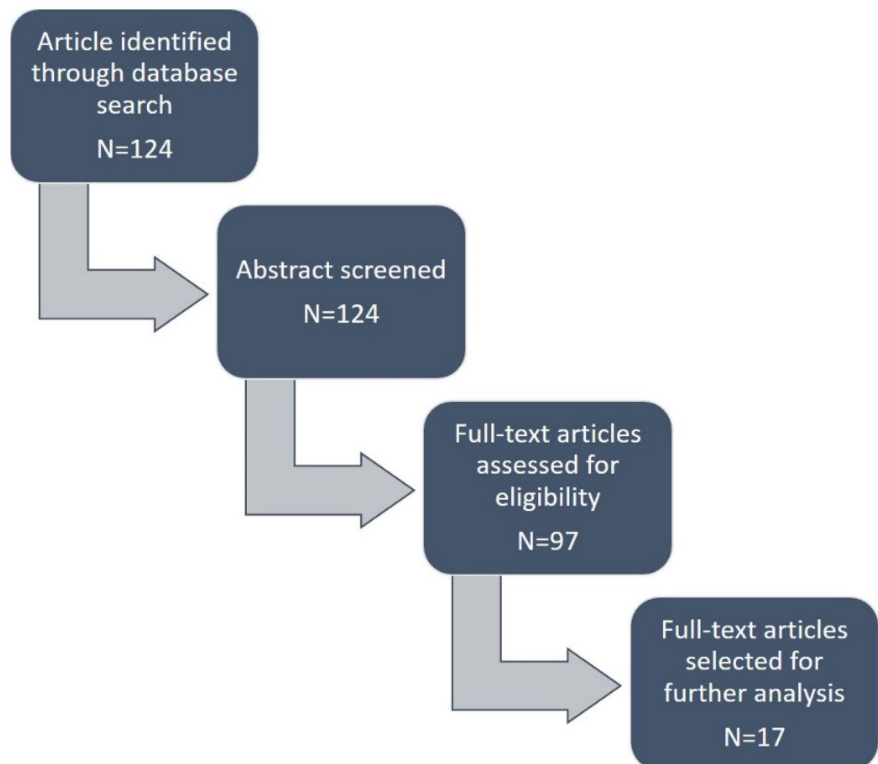 Article identified
through database
search
N=124
Abstract screened
N=124
Full-text articles
assessed for
eligibility
N=97
Full-text articles
selected for
further analysis
N=17